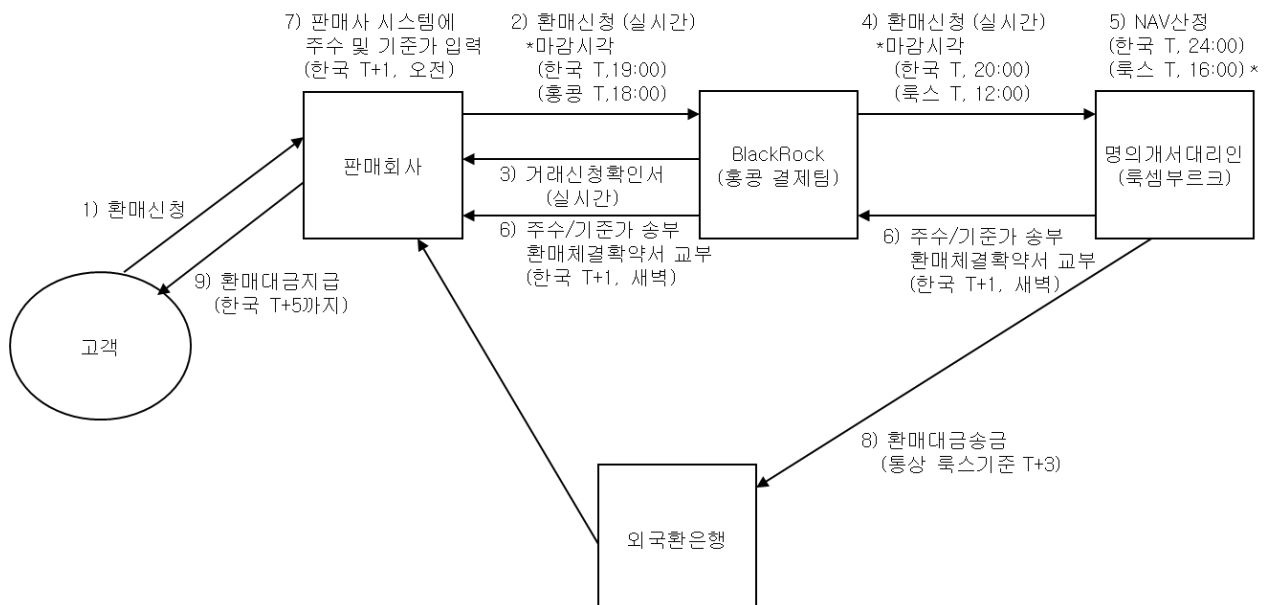 7) 판매사 시스템에
주수 및 기준가 입력
(한국 T+1, 오전)
2) 환매신청 (실시간)
*마감시각
(한국 T,19:00)
(홍콩 T,18:00)
4) 환매신청 (실시간)
*마감시각
(한국 T, 20:00)
(룩스 T, 12:00)
5) NAV산정
(한국 T, 24:00)
(룩스 T, 16:00) *
판매회사
BlackRock
(홍콩 결제팀)
명의개서대리인
(룩셈부르크)
3) 거래신청확인서
(실시간)
1) 환매신청
6) 주수/기준가 송부
환매체결확약서 교부
(한국 T+1, 새벽)
6) 주수/기준가 송부
환매체결확약서 교부
(한국 T+1, 새벽)
9) 환매대금지급
(한국 T+5)까지)
고객
8) 환매대금송금
(통상 룩스기준 T+3)
외국환은행